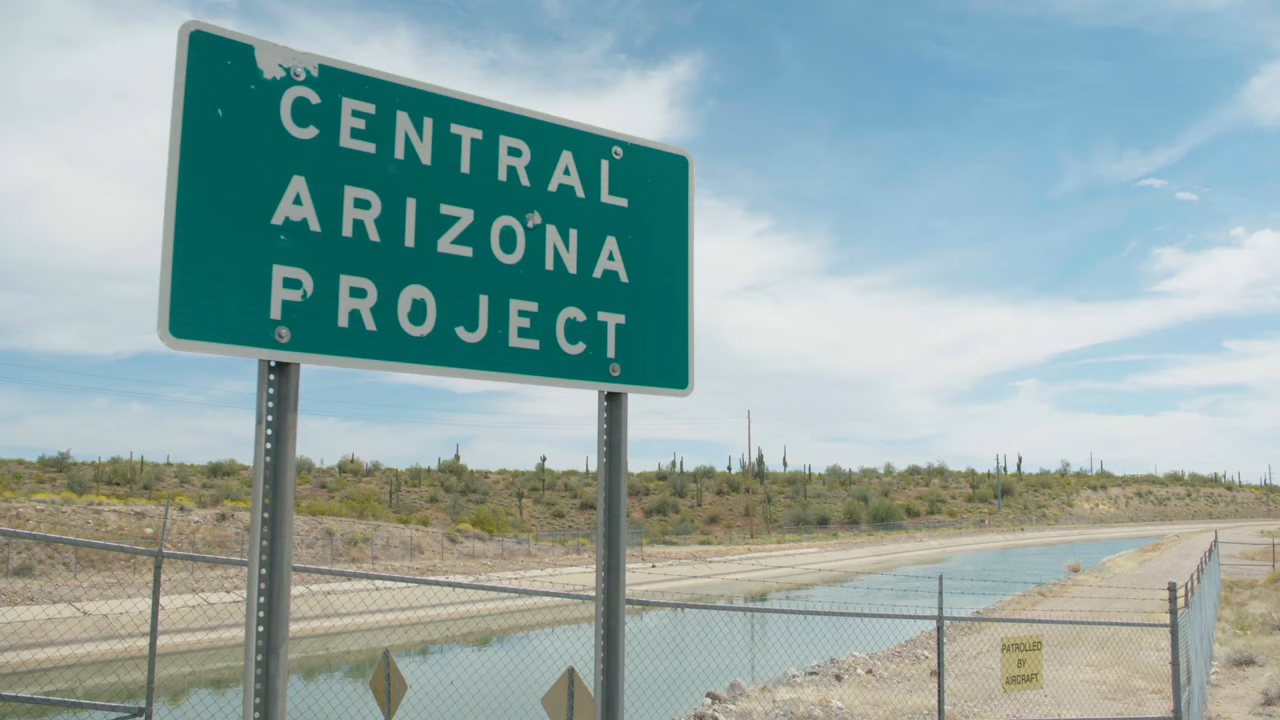 CENTRAL
ARIZONA
PROJECT
PATROLLED
BY
AIRCRAFT